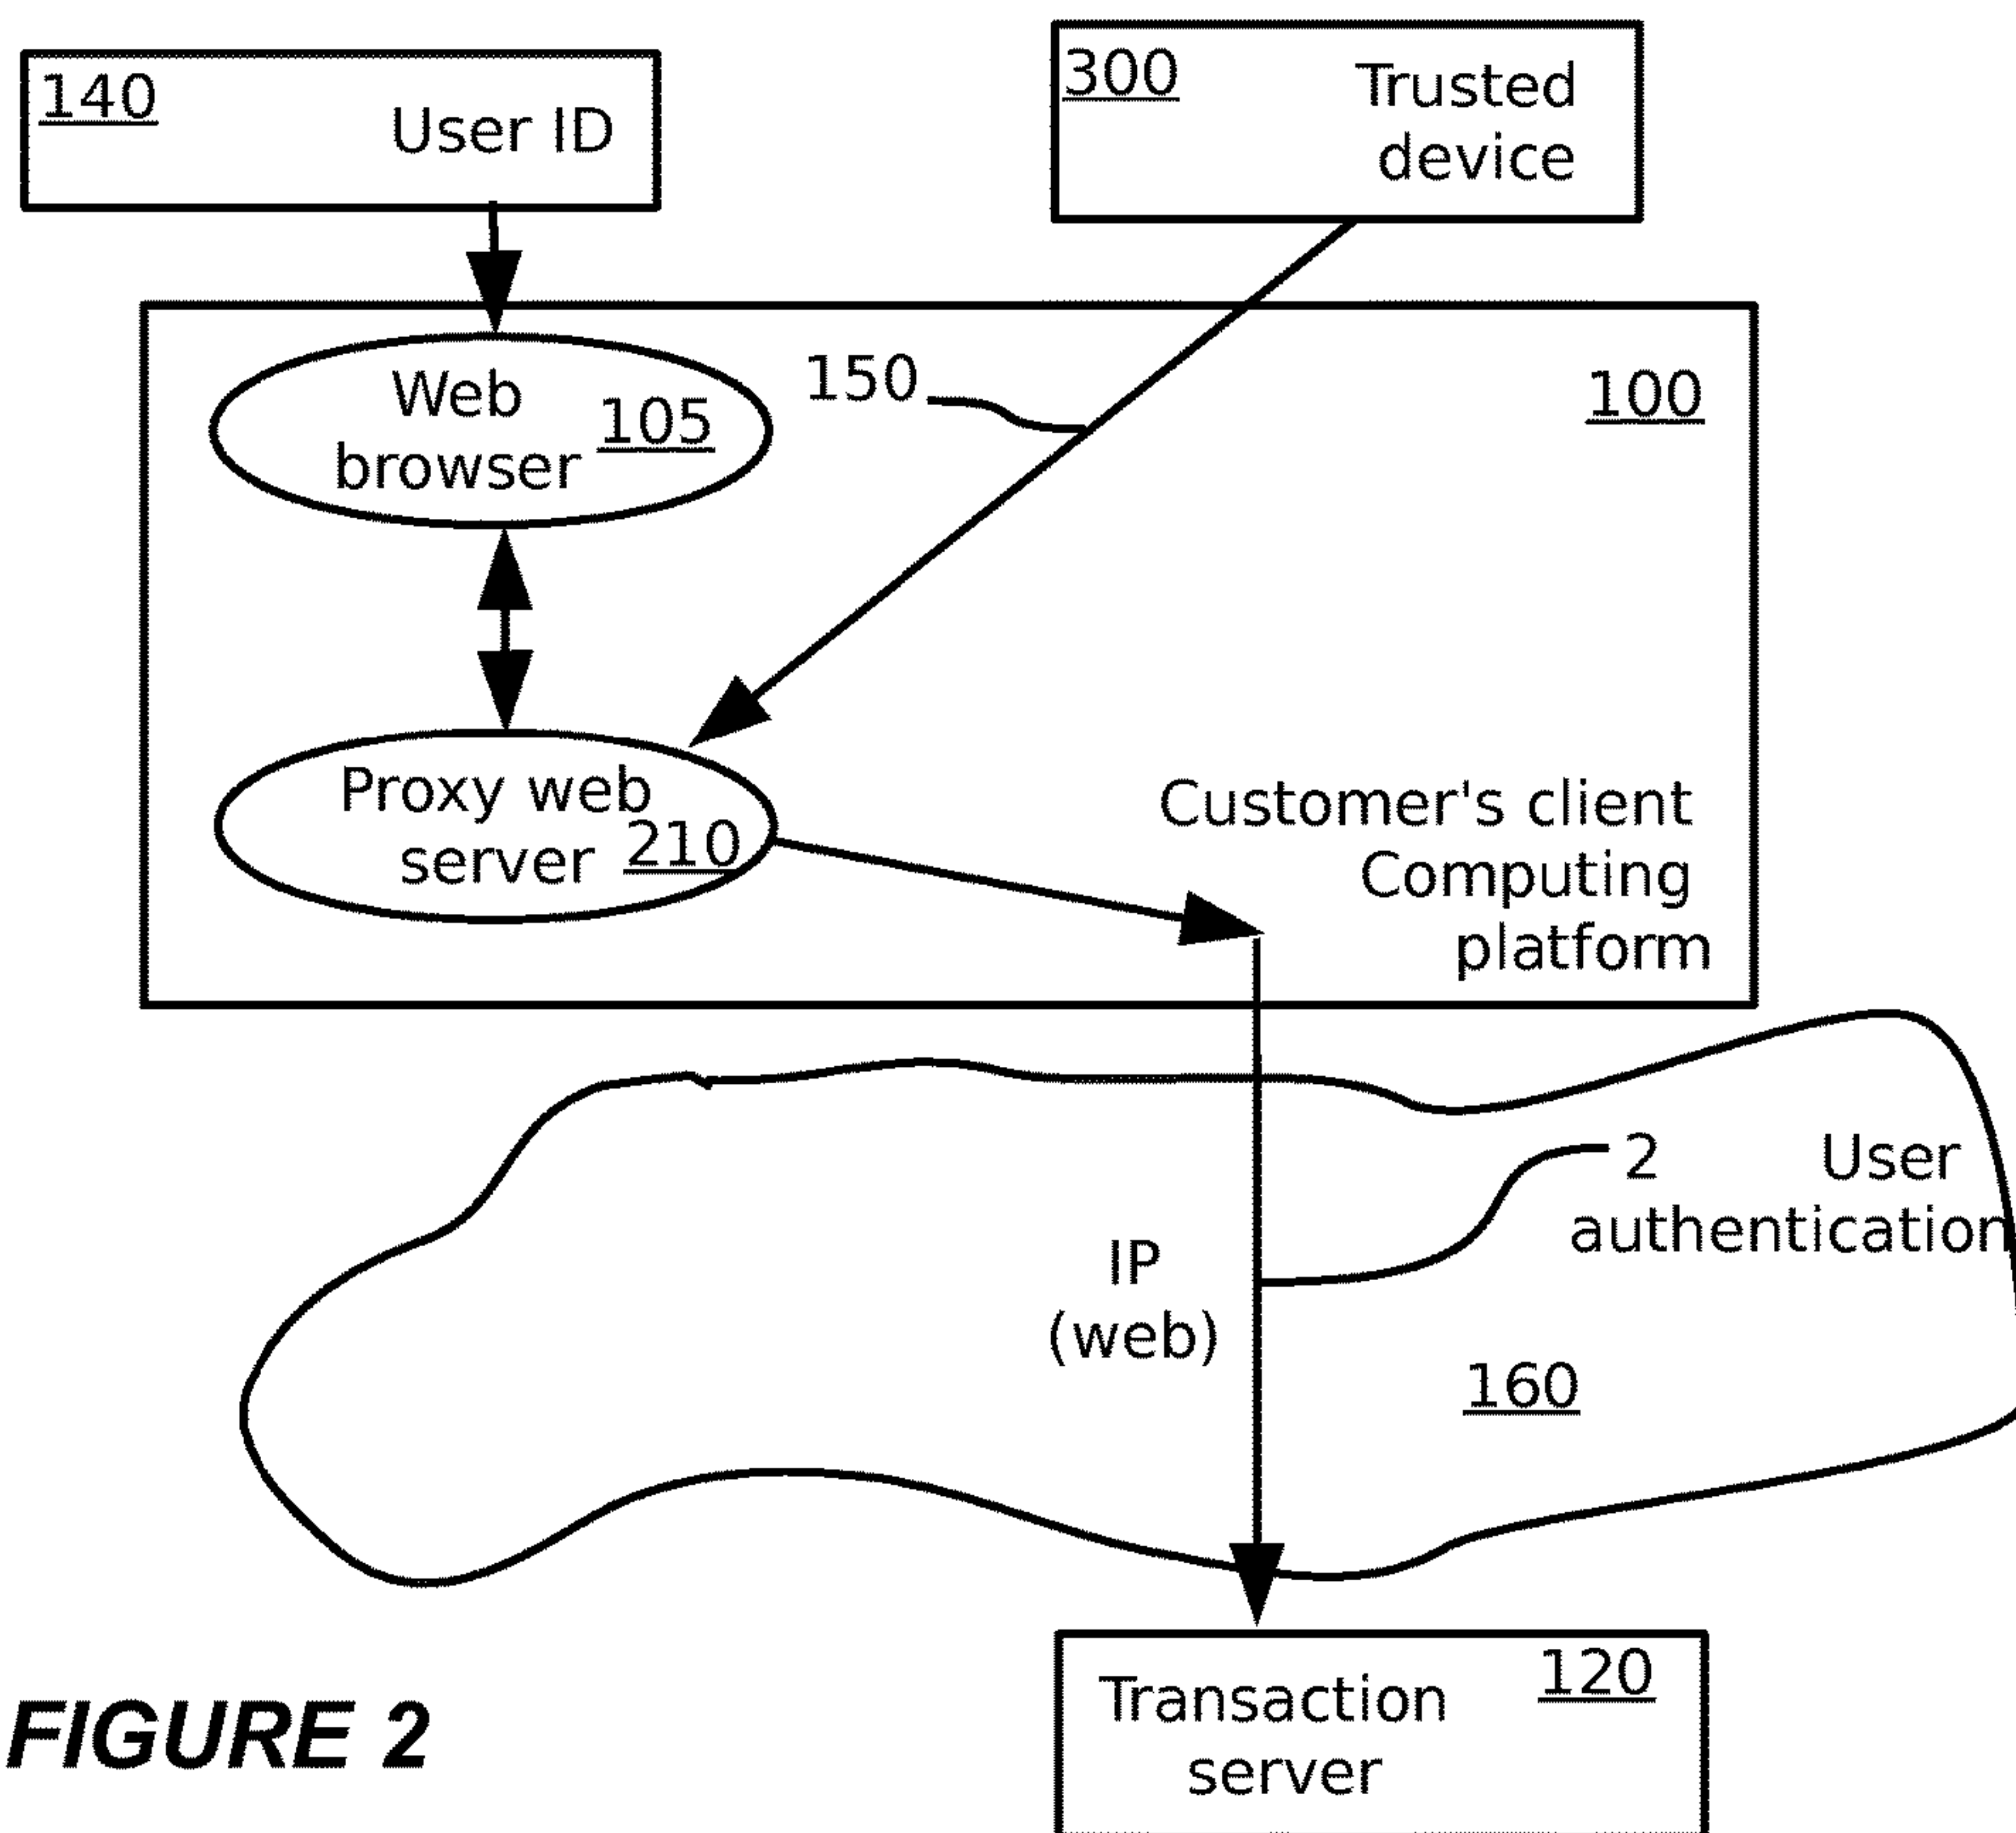 140
User ID
300
Trusted
device
Web
browser
105
150
100
Proxy web
server
210
Customer's client
Computing
platform
2
User
authentication
IP
(web)
160
Transaction
server
120
FIGURE 2